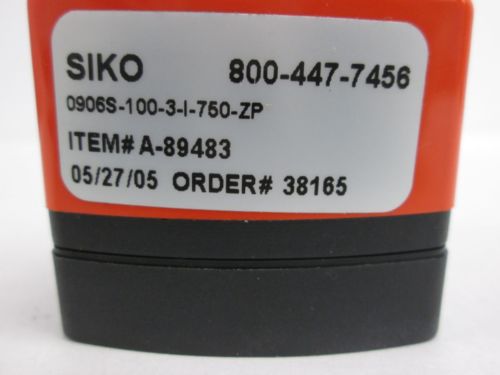 SIKO 800-447-7456
0906S-100-3-I-750-ZP
ITEM# A-89483
05/27/05 ORDER# 38165